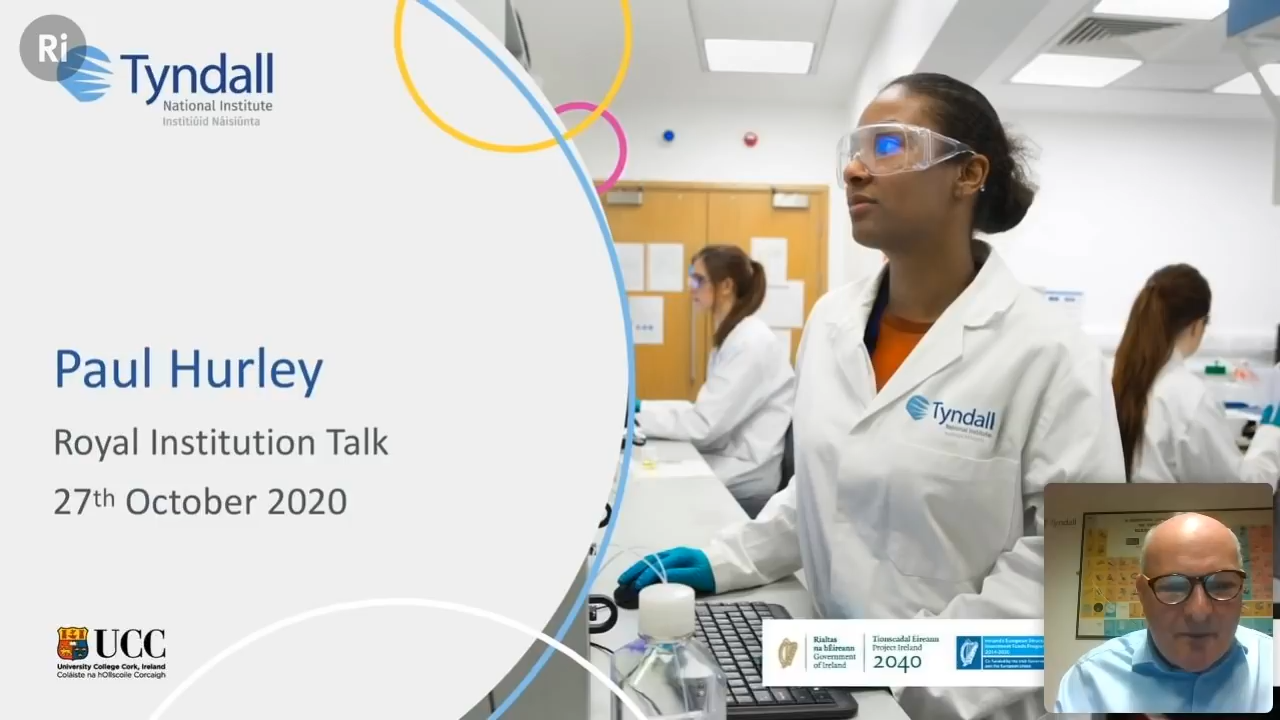 Ri
Tyndall
National Institute
Institiúid Náisiúnta
Paul Hurley
Royal Institution Talk
27th October 2020
UCC
University College Cork, Ireland
Coláiste na hOllscoile Corcaigh
Tyndall
National Institute
Rialtas
na hÉireann
Government
of Ireland
Tionscadal Éireann
Project Ireland
2040